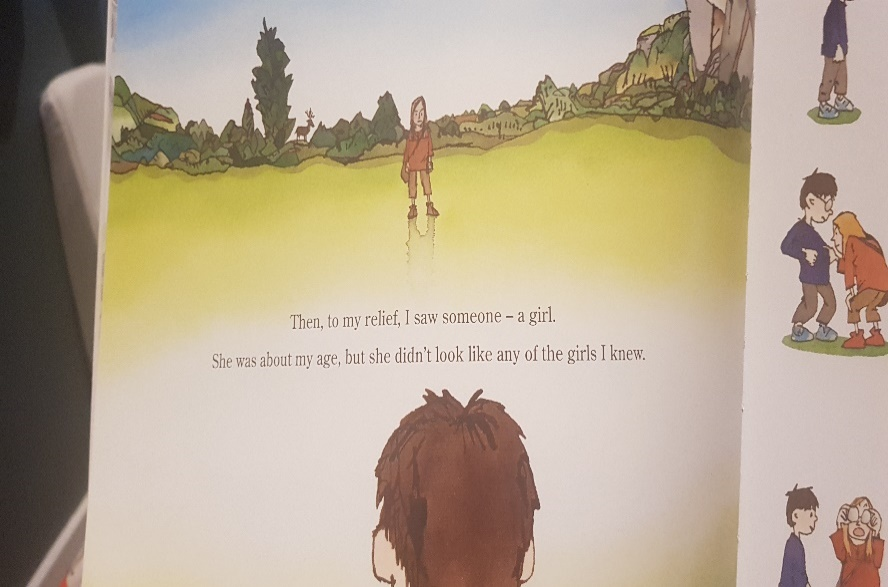 Then, to my relief, I saw someone – a girl.
She was about my age, but she didn't look like any of the girls I knew.